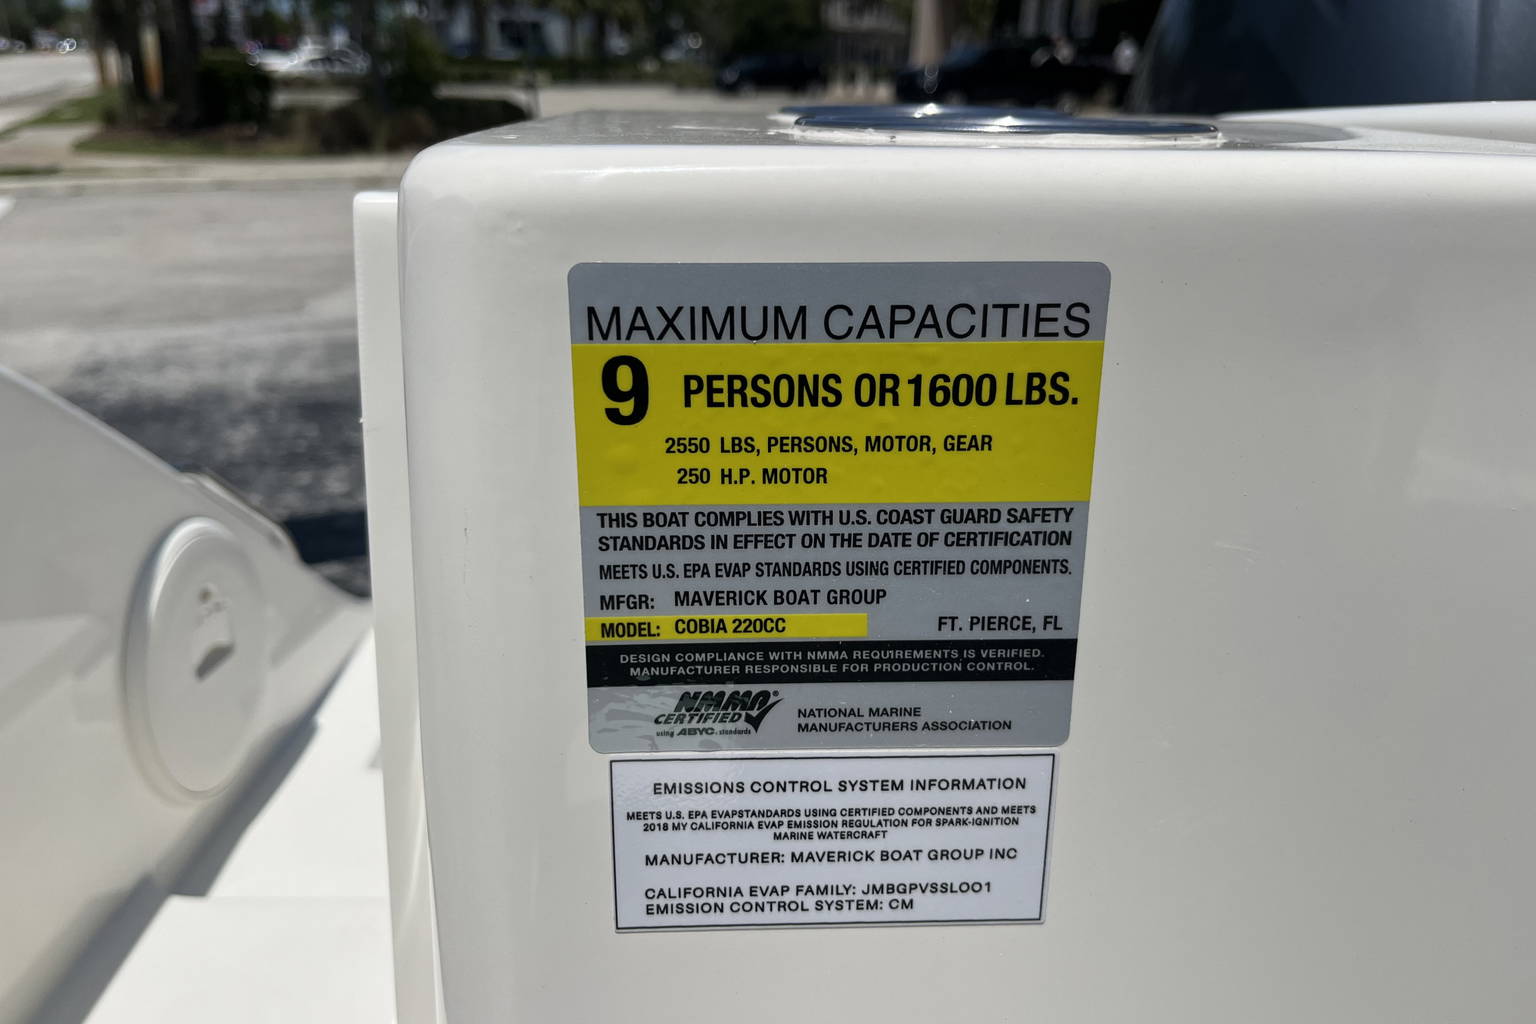 MAXIMUM CAPACITIES
9 PERSONS OR 1600 LBS.
2550 LBS, PERSONS, MOTOR, GEAR
250 H.P. MOTOR
THIS BOAT COMPLIES WITH U.S. COAST GUARD SAFETY
STANDARDS IN EFFECT ON THE DATE OF CERTIFICATION
MEETS U.S. EPA EVAP STANDARDS USING CERTIFIED COMPONENTS.
MFGR: MAVERICK BOAT GROUP
MODEL: COBIA 220CC FT. PIERCE, FL
DESIGN COMPLIANCE WITH NMMA REQUIREMENTS IS VERIFIED.
MANUFACTURER RESPONSIBLE FOR PRODUCTION CONTROL.
NMMA®
CERTIFIED
using ABYC. standards
NATIONAL MARINE
MANUFACTURERS ASSOCIATION
EMISSIONS CONTROL SYSTEM INFORMATION
MEETS U.S. EPA EVAPSTANDARDS USING CERTIFIED COMPONENTS AND MEETS
2018 MY CALIFORNIA EVAP EMISSION REGULATION FOR SPARK-IGNITION
MARINE WATERCRAFT
MANUFACTURER: MAVERICK BOAT GROUP INC
CALIFORNIA EVAP FAMILY: JMBGPVSSLOO1
EMISSION CONTROL SYSTEM: CM